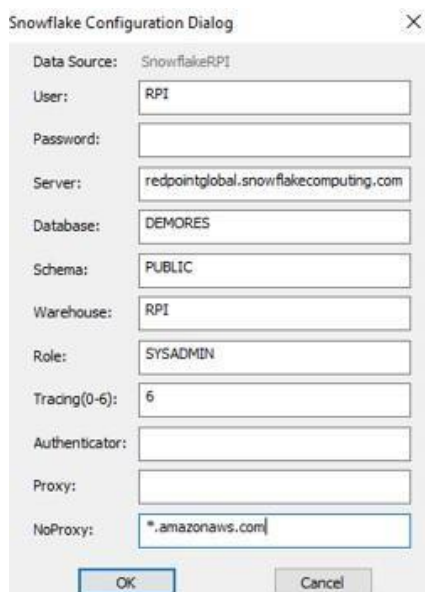 Snowflake Configuration Dialog
Data Source: SnowflakeRPI
User: RPI
Password:
Server: redpointglobal.snowflakecomputing.com
Database: DEMORES
Schema: PUBLIC
Warehouse: RPI
Role: SYSADMIN
Tracing(0-6): 6
Authenticator:
Proxy:
NoProxy: *.amazonaws.com
OK Cancel